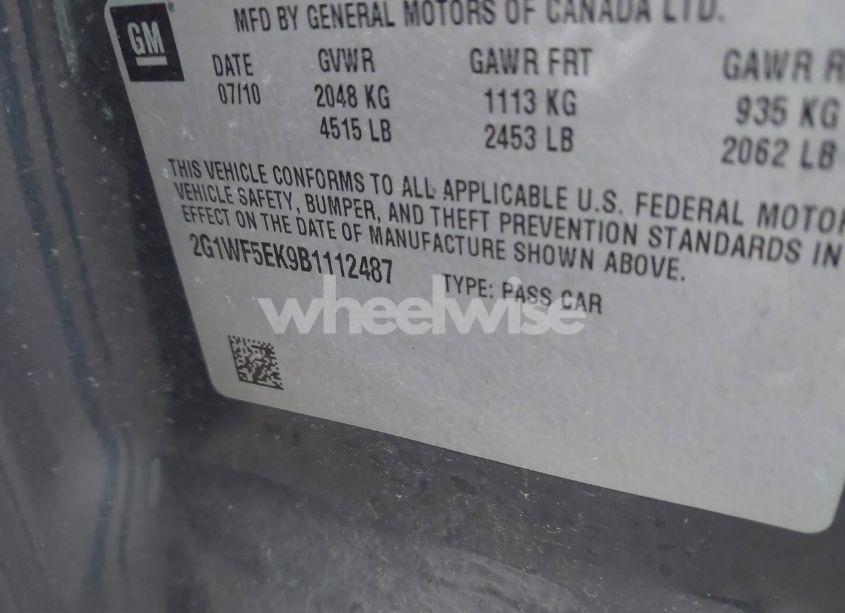 GM
MFD BY GENERAL MOTORS OF CANADA LTD.
DATE GVWR GAWR FRT GAWR R
07/10 2048 KG 1113 KG 935 KG
4515 LB 2453 LB 2062 LB
THIS VEHICLE CONFORMS TO ALL APPLICABLE U.S. FEDERAL MOTOR
VEHICLE SAFETY, BUMPER, AND THEFT PREVENTION STANDARDS IN
EFFECT ON THE DATE OF MANUFACTURE SHOWN ABOVE.
2G1WF5EK9B1112487 TYPE: PASS CAR
wheelwise